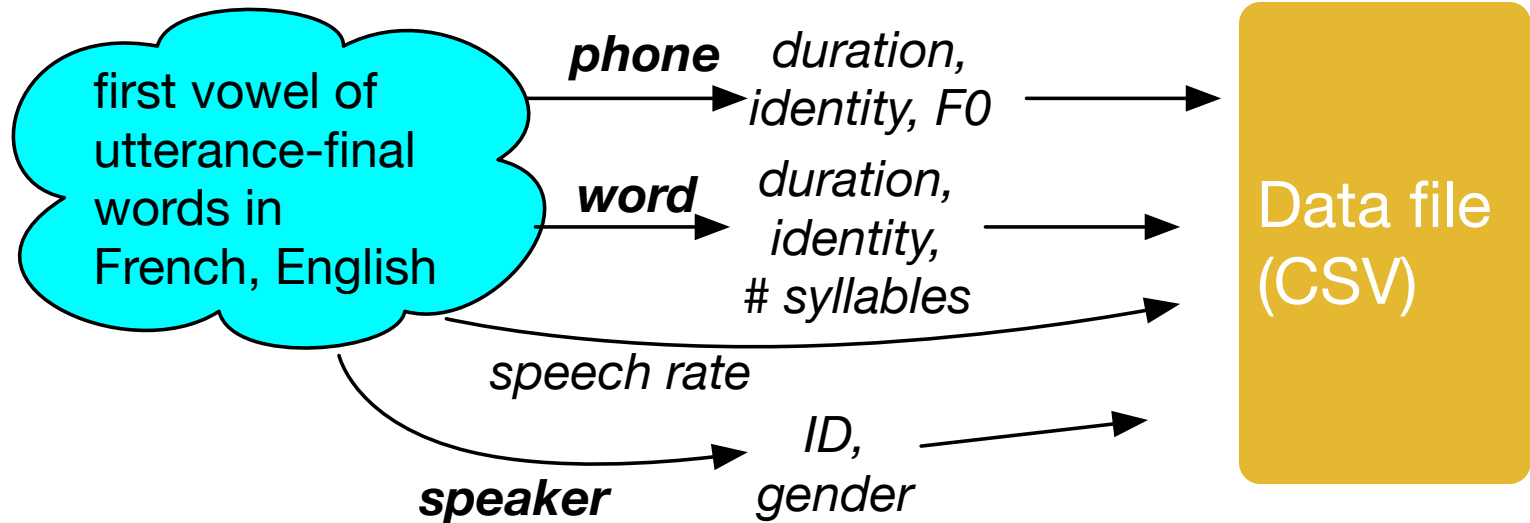 first vowel of
utterance-final
words in
French, English
phone
duration,
identity, F0
word
duration,
identity,
# syllables
speech rate
speaker
ID,
gender
Data file
(CSV)